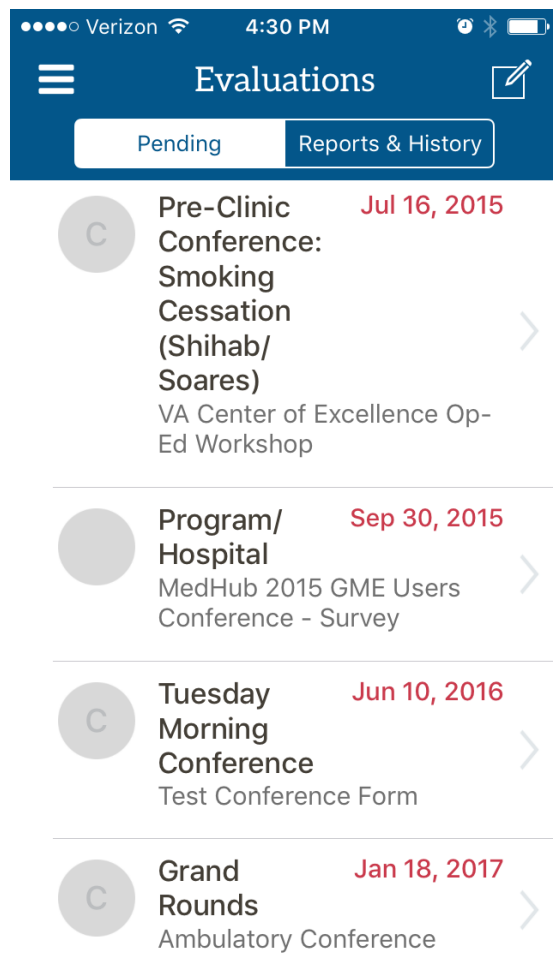 Verizon 4:30 PM
Evaluations
Pending Reports & History
C
Pre-Clinic Jul 16, 2015
Conference:
Smoking
Cessation
(Shihab/
Soares)
VA Center of Excellence Op-
Ed Workshop
Program/ Sep 30, 2015
Hospital
MedHub 2015 GME Users
Conference - Survey
C
Tuesday Jun 10, 2016
Morning
Conference
Test Conference Form
C
Grand Jan 18, 2017
Rounds
Ambulatory Conference